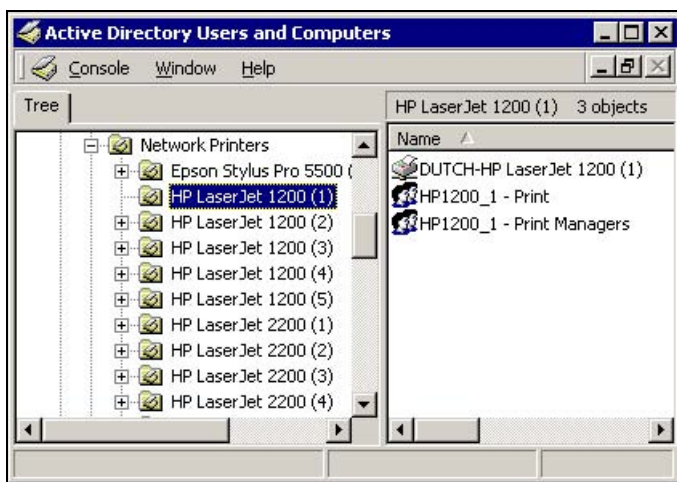 Active Directory Users and Computers
Console Window Help
Tree
HP LaserJet 1200 (1) 3 objects
Network Printers
Epson Stylus Pro 5500 (
HP LaserJet 1200 (1)
HP LaserJet 1200 (2)
HP LaserJet 1200 (3)
HP LaserJet 1200 (4)
HP LaserJet 1200 (5)
HP LaserJet 2200 (1)
HP LaserJet 2200 (2)
HP LaserJet 2200 (3)
HP LaserJet 2200 (4)
Name
DUTCH-HP LaserJet 1200 (1)
HP1200_1 - Print
HP1200_1 - Print Managers